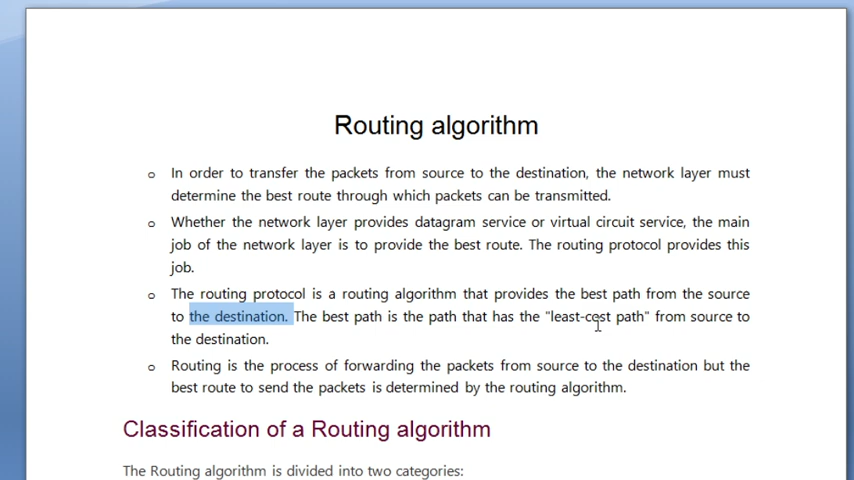 Routing algorithm
o In order to transfer the packets from source to the destination, the network layer must
determine the best route through which packets can be transmitted.
o Whether the network layer provides datagram service or virtual circuit service, the main
job of the network layer is to provide the best route. The routing protocol provides this
job.
o The routing protocol is a routing algorithm that provides the best path from the source
to the destination. The best path is the path that has the "least-cost path" from source to
the destination.
o Routing is the process of forwarding the packets from source to the destination but the
best route to send the packets is determined by the routing algorithm.
Classification of a Routing algorithm
The Routing algorithm is divided into two categories: